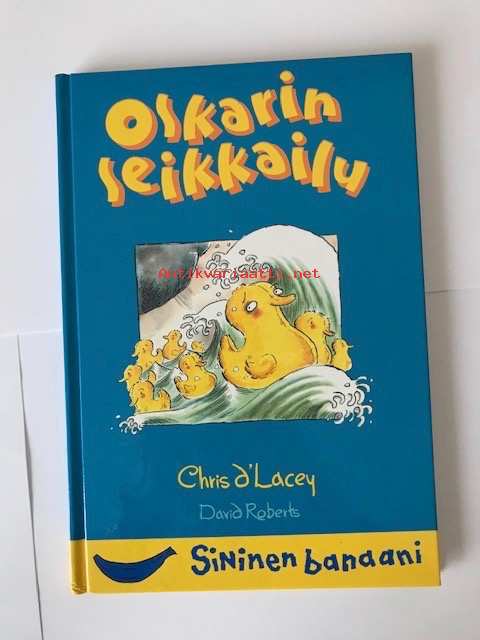 Oskarin
seikkailu
Antikvariaatti.net
Chris d'Lacey
David Roberts
Sininen banaani